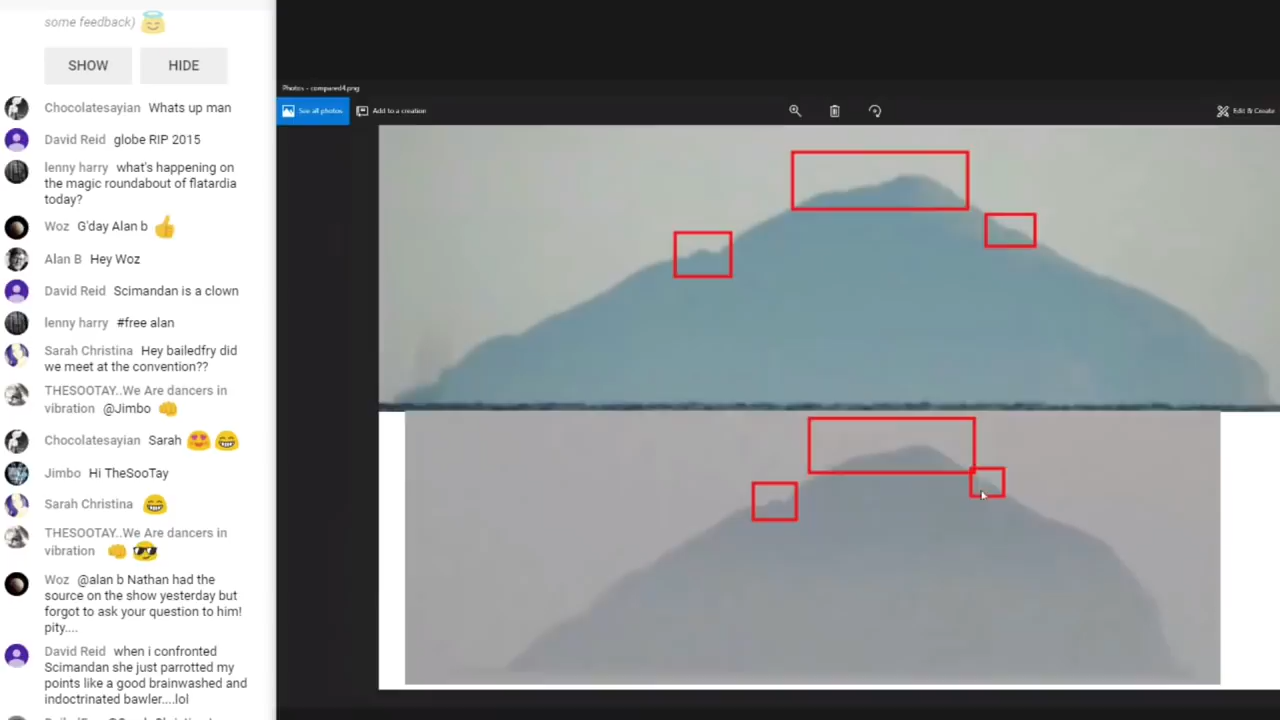 some feedback)
SHOW HIDE
Chocolatesayian Whats up man
David Reid globe RIP 2015
lenny harry what's happening on
the magic roundabout of flatardia
today?
Woz G'day Alan b
Alan B Hey Woz
David Reid Scimandan is a clown
lenny harry #free alan
Sarah Christina Hey bailedfry did
we meet at the convention??
THESOOTAY..We Are dancers in
vibration @Jimbo
Chocolatesayian Sarah
Jimbo Hi TheSooTay
Sarah Christina
THESOOTAY..We Are dancers in
vibration
Woz @alan b Nathan had the
source on the show yesterday but
forgot to ask your question to him!
pity....
David Reid when i confronted
Scimandan she just parrotted my
points like a good brainwashed and
indoctrinated bawler....lol
Photos - compared4.png
See all photos Add to a creation Edit & Create